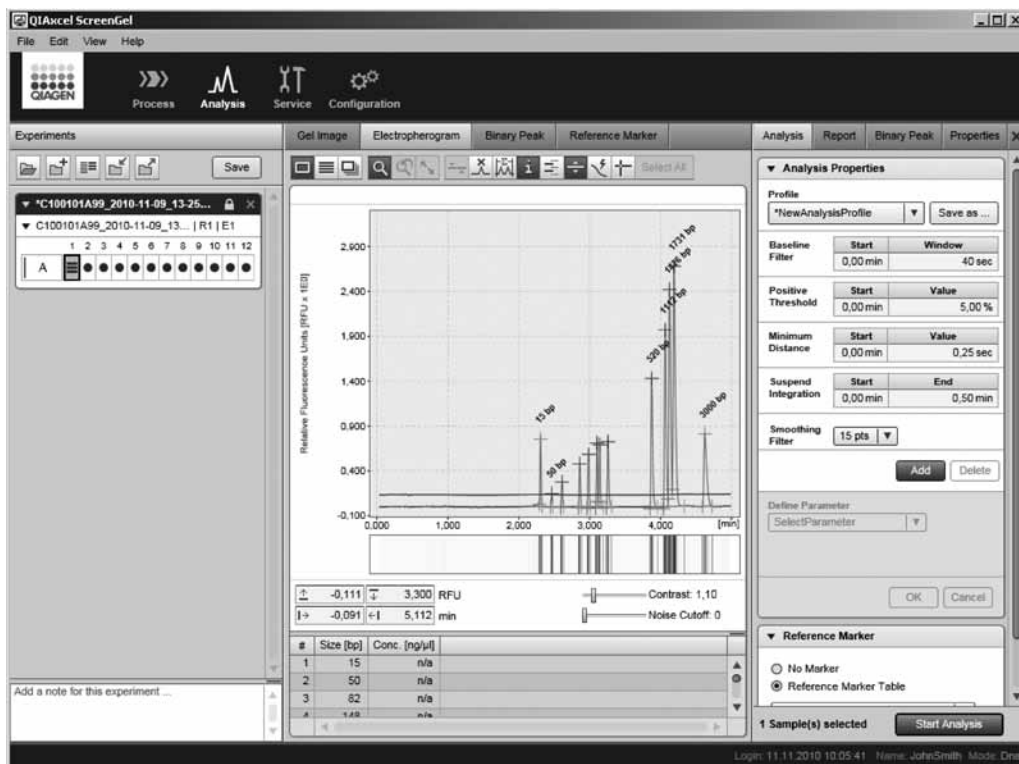 QIAxcel ScreenGel
File Edit View Help
QIAGEN
Process Analysis Service Configuration
Experiments
Save
*C100101A99_2010-11-09_13-25...
C100101A99_2010-11-09_13... | R1 | E1
1 2 3 4 5 6 7 8 9 10 11 12
A
Add a note for this experiment ...
Gel Image Electropherogram Binary Peak Reference Marker
Select All
Relative Fluorescence Units [RFU x 1E0]
2,900
2,400
1,900
1,400
0,900
0,400
-0,100
0,000 1,000 2,000 3,000 4,000 [min]
15 bp
50 bp
520 bp
1112 bp
1731 bp
3000 bp
-0,111 3,300 RFU
-0,091 5,112 min
Contrast: 1,10
Noise Cutoff: 0
# Size [bp] Conc. [ng/µl]
1 15 n/a
2 50 n/a
3 82 n/a
4 148 n/a
Analysis Report Binary Peak Properties
Analysis Properties
Profile
*NewAnalysisProfile Save as ...
Baseline Filter Start Window
0,00 min 40 sec
Positive Threshold Start Value
0,00 min 5,00 %
Minimum Distance Start Value
0,00 min 0,25 sec
Suspend Integration Start End
0,00 min 0,50 min
Smoothing Filter 15 pts
Add Delete
Define Parameter
SelectParameter
OK Cancel
Reference Marker
No Marker
Reference Marker Table
1 Sample(s) selected Start Analysis
Login: 11.11.2010 10:05:41 Name: JohnSmith Mode: Dna